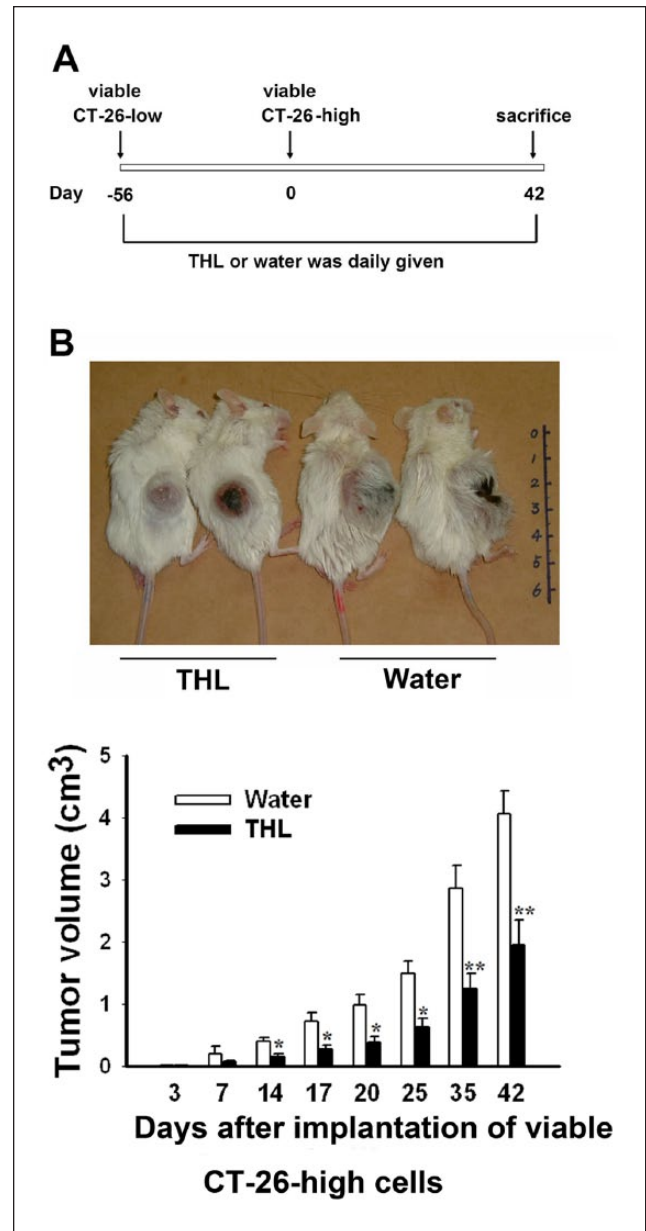 A
viable viable
CT-26-low CT-26-high sacrifice
Day -56 0 42
THL or water was daily given
B
0
1
2
3
4
5
6
THL Water
Tumor volume (cm3)
5
4
3
2
1
0
Water
THL
* * * * ** **
3 7 14 17 20 25 35 42
Days after implantation of viable
CT-26-high cells